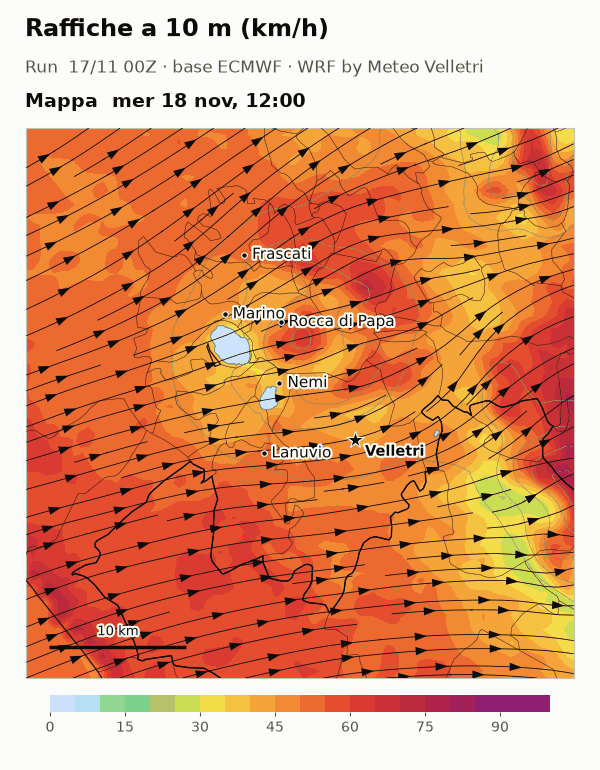 Raffiche a 10 m (km/h)
Run 17/11 00Z · base ECMWF · WRF by Meteo Velletri
Mappa mer 18 nov, 12:00
Frascati
Marino
Rocca di Papa
Nemi
Velletri
Lanuvio
10 km
0 15 30 45 60 75 90